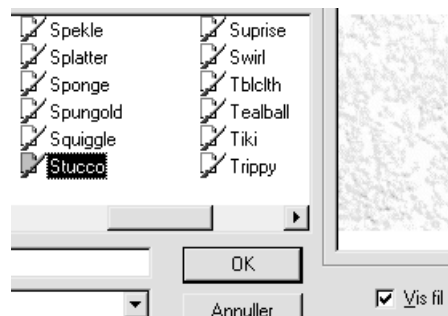 Spekle
Splatter
Sponge
Spungold
Squiggle
Stucco
Suprise
Swirl
Tblclth
Tealball
Tiki
Trippy
OK
Annuller
Vis fil